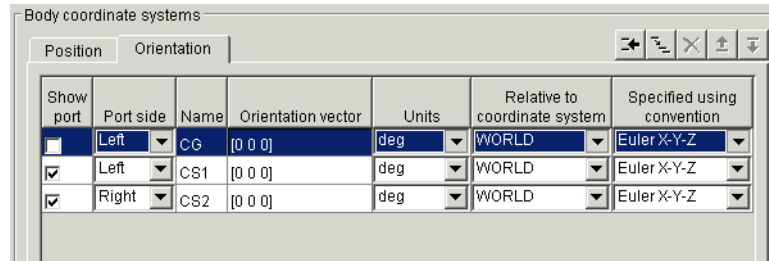 Body coordinate systems
Position Orientation
Show port Port side Name Orientation vector Units Relative to coordinate system Specified using convention
Left CG [0 0 0] deg WORLD Euler X-Y-Z
Left CS1 [0 0 0] deg WORLD Euler X-Y-Z
Right CS2 [0 0 0] deg WORLD Euler X-Y-Z